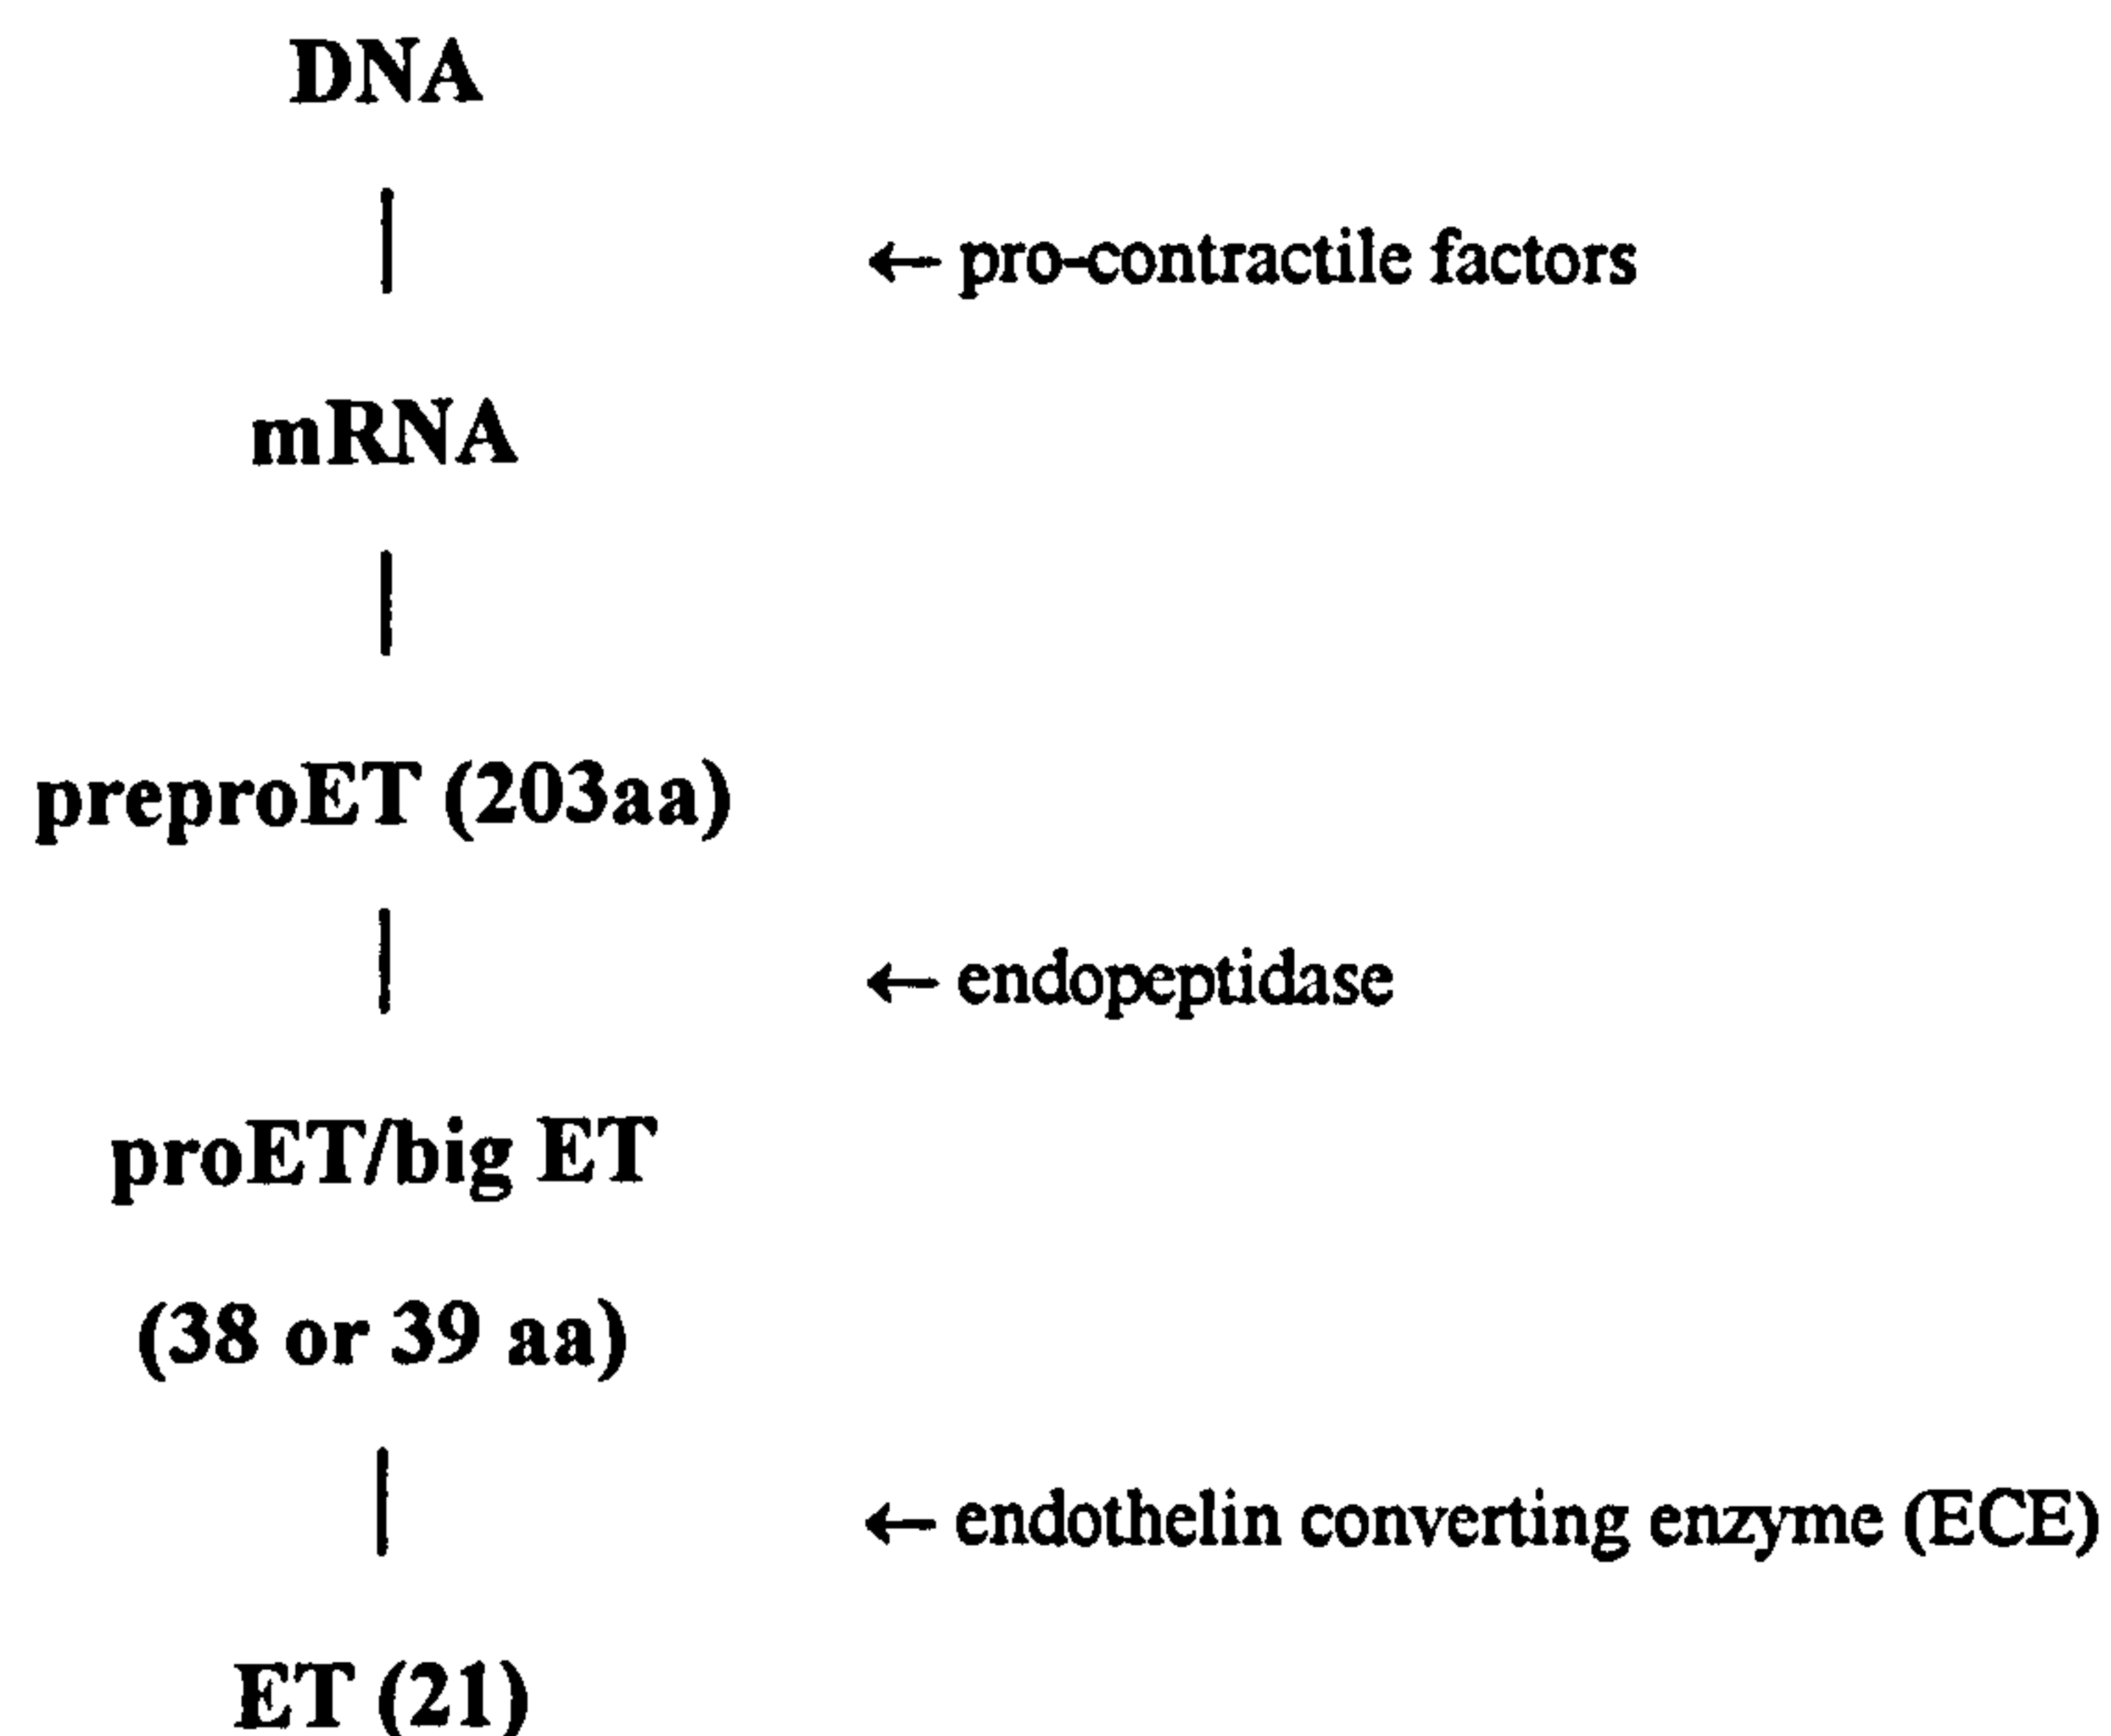 DNA
← pro-contractile factors
mRNA
preproET (203aa)
← endopeptidase
proET/big ET
(38 or 39 aa)
← endothelin converting enzyme (ECE)
ET (21)